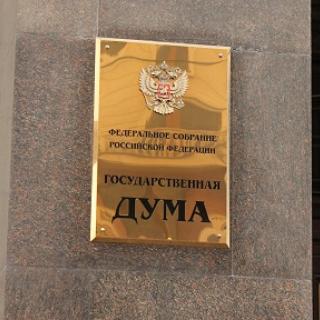 ФЕДЕРАЛЬНОЕ СОБРАНИЕ
РОССИЙСКОЙ ФЕДЕРАЦИИ
ГОСУДАРСТВЕННАЯ
ДУМА